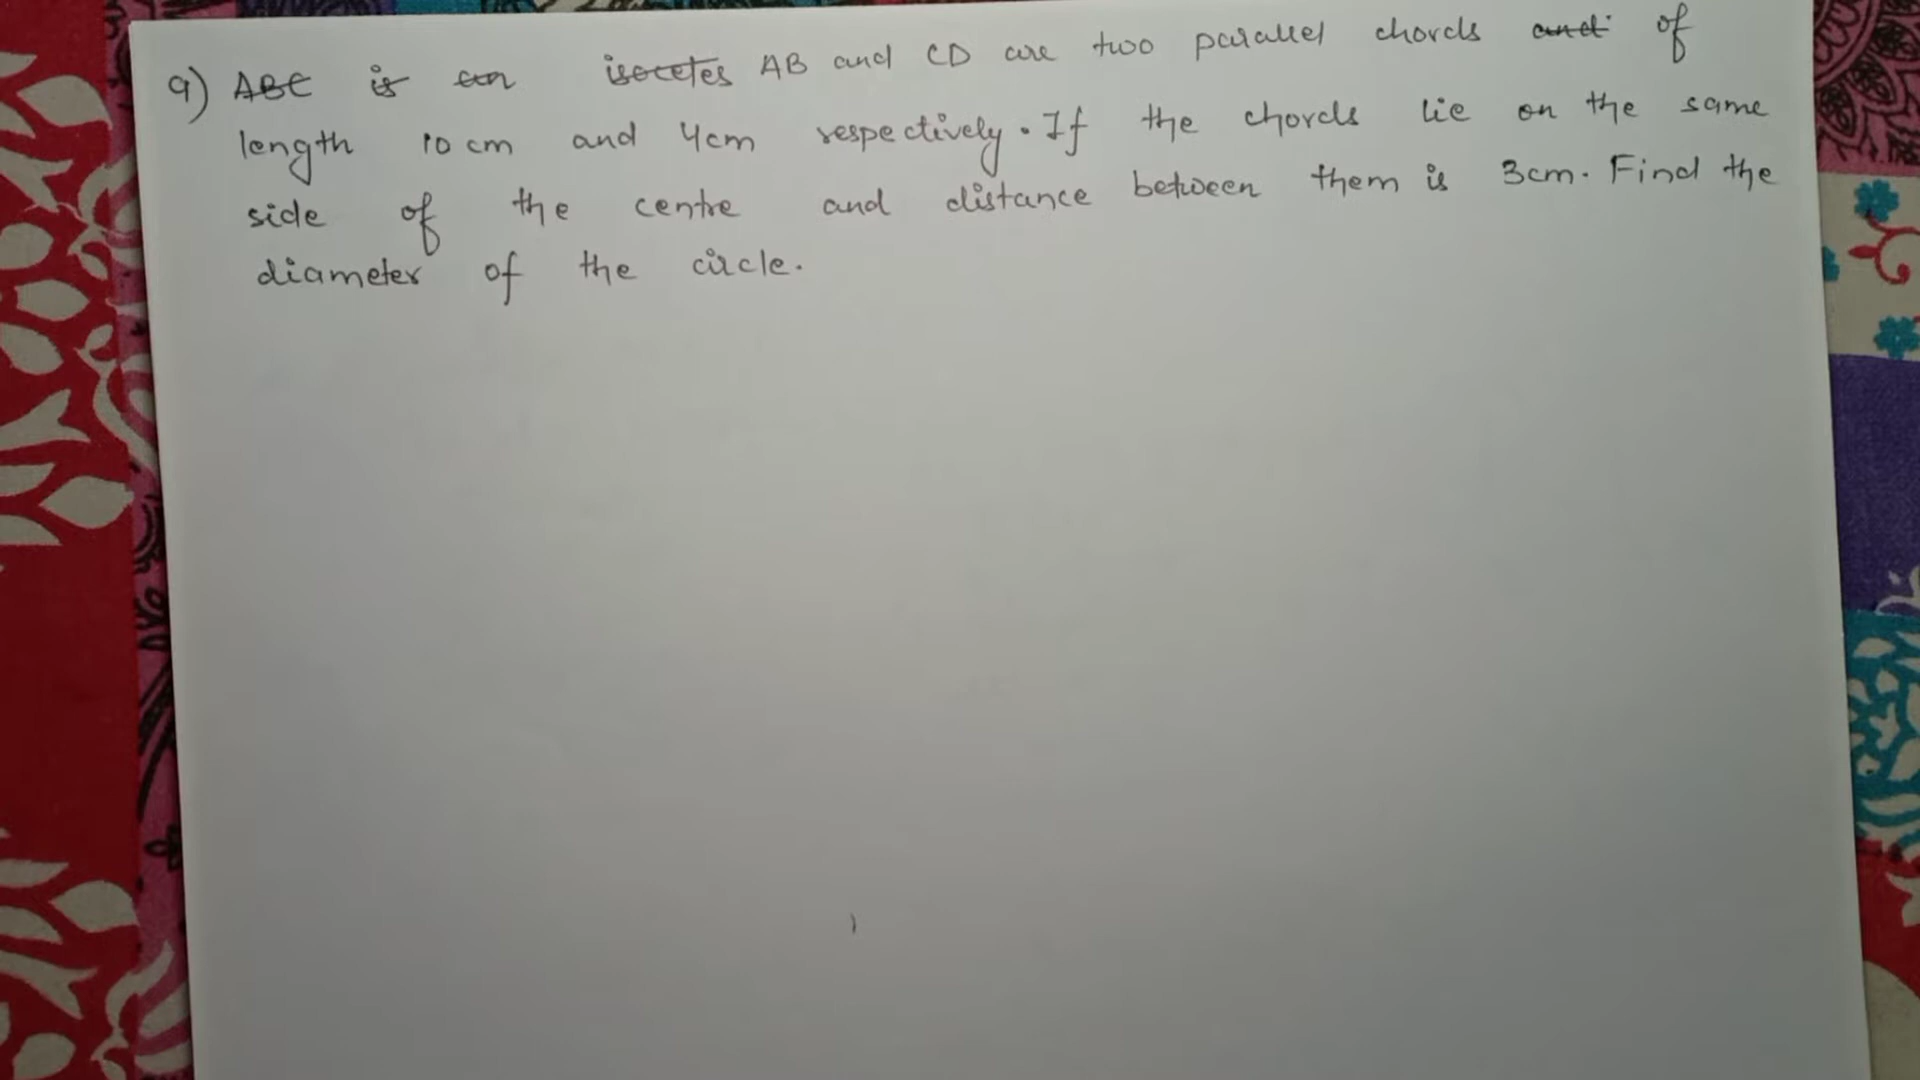 9) ABC is an isoceles AB and CD are two parallel chords and of
length 10 cm and 4cm respectively. If the chords lie on the same
side of the centre and distance between them is 3cm. Find the
diameter of the circle.